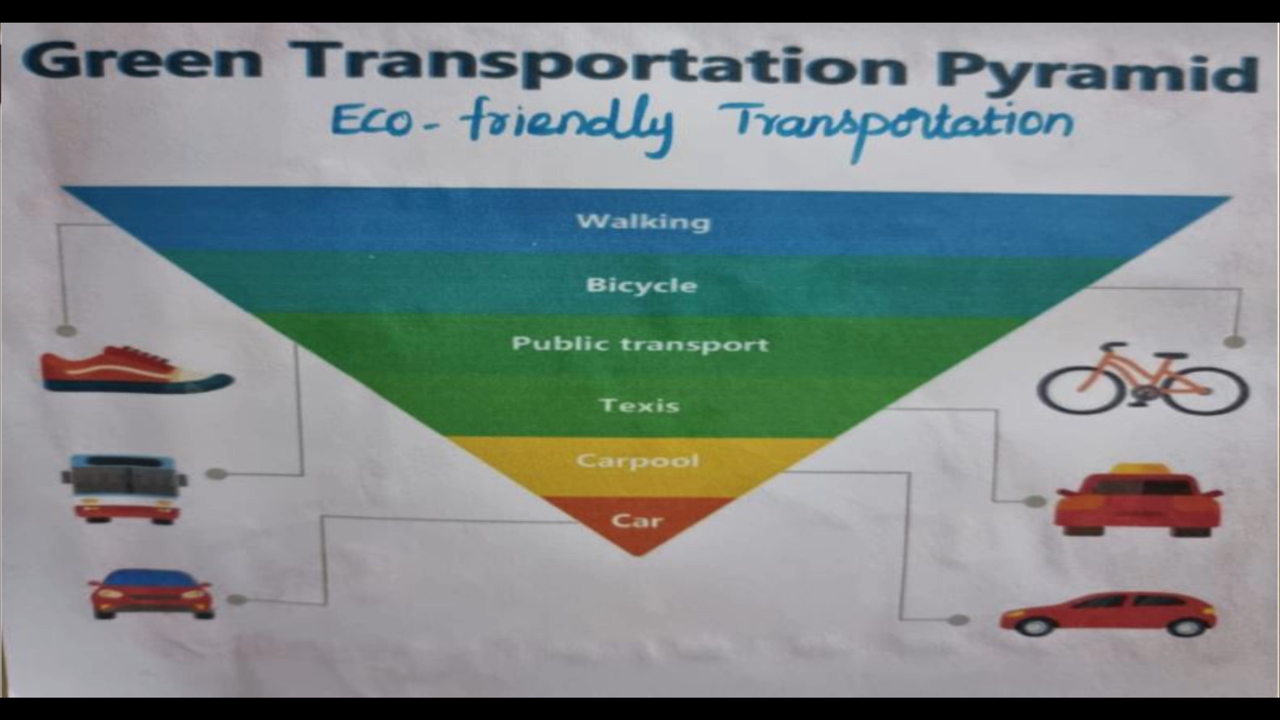 Green Transportation Pyramid
Eco-friendly Transportation
Walking
Bicycle
Public transport
Texis
Carpool
Car